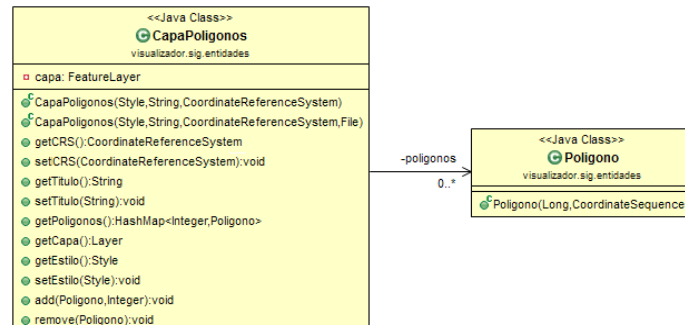 <<Java Class>>
CapaPoligonos
visualizador.sig.entidades
capa: FeatureLayer
CapaPoligonos(Style,String,CoordinateReferenceSystem)
CapaPoligonos(Style,String,CoordinateReferenceSystem,File)
getCRS():CoordinateReferenceSystem
setCRS(CoordinateReferenceSystem):void
getTitulo():String
setTitulo(String):void
getPoligonos():HashMap<Integer,Poligono>
getCapa():Layer
getEstilo():Style
setEstilo(Style):void
add(Poligono,Integer):void
remove(Poligono):void
-poligonos
0..*
<<Java Class>>
Poligono
visualizador.sig.entidades
Poligono(Long,CoordinateSequence